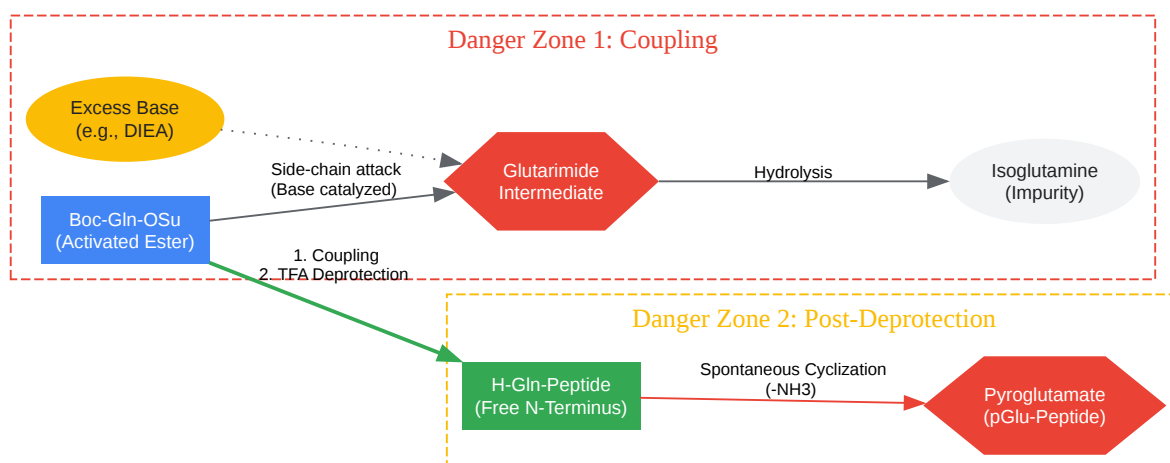 Danger Zone 1: Coupling
Excess Base
(e.g., DIEA)
Side-chain attack
(Base catalyzed)
Glutarimide
Intermediate
Hydrolysis
Isoglutamine
(Impurity)
Boc-Gln-OSu
(Activated Ester)
1. Coupling
2. TFA Deprotection
Danger Zone 2: Post-Deprotection
H-Gln-Peptide
(Free N-Terminus)
Spontaneous Cyclization
(-NH3)
Pyroglutamate
(pGlu-Peptide)